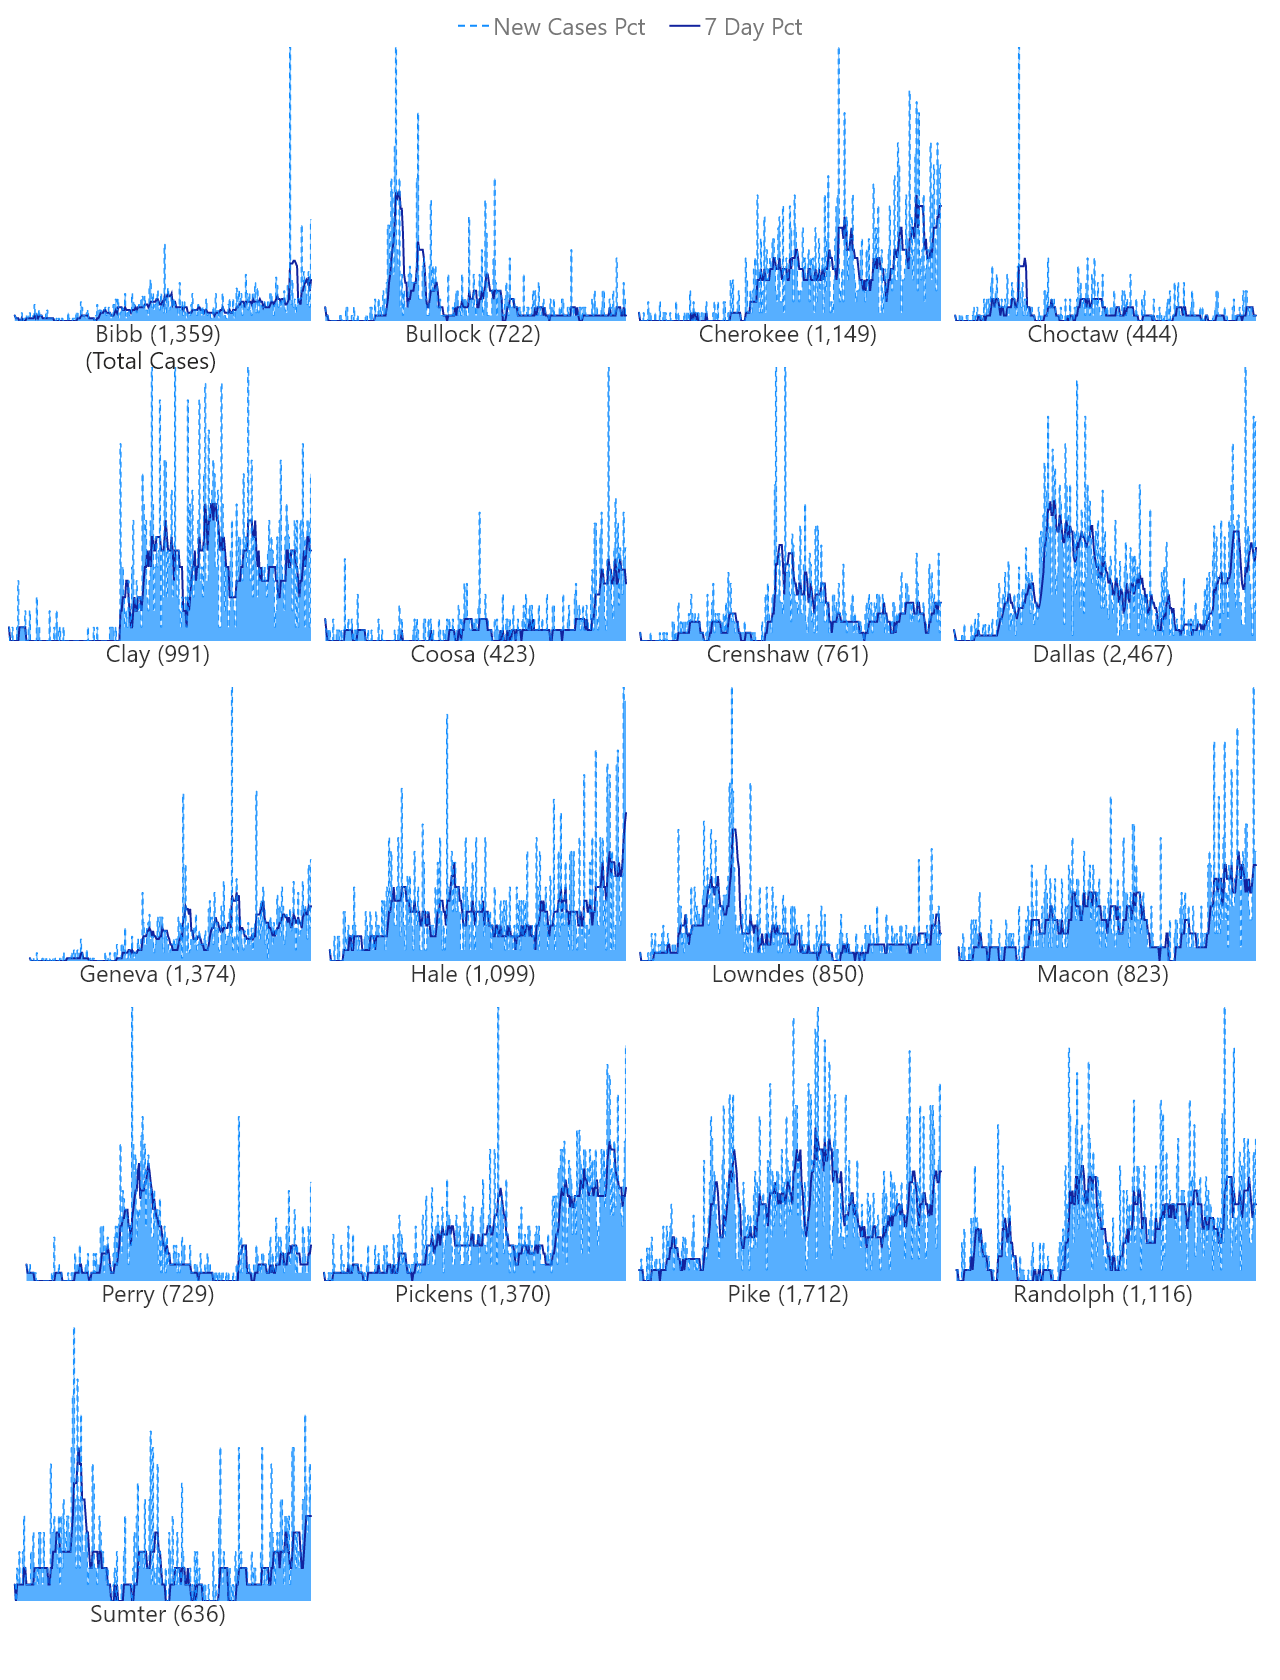 New Cases Pct 7 Day Pct
Bibb (1,359) Bullock (722) Cherokee (1,149) Choctaw (444)
(Total Cases)
Clay (991) Coosa (423) Crenshaw (761) Dallas (2,467)
Geneva (1,374) Hale (1,099) Lowndes (850) Macon (823)
Perry (729) Pickens (1,370) Pike (1,712) Randolph (1,116)
Sumter (636)